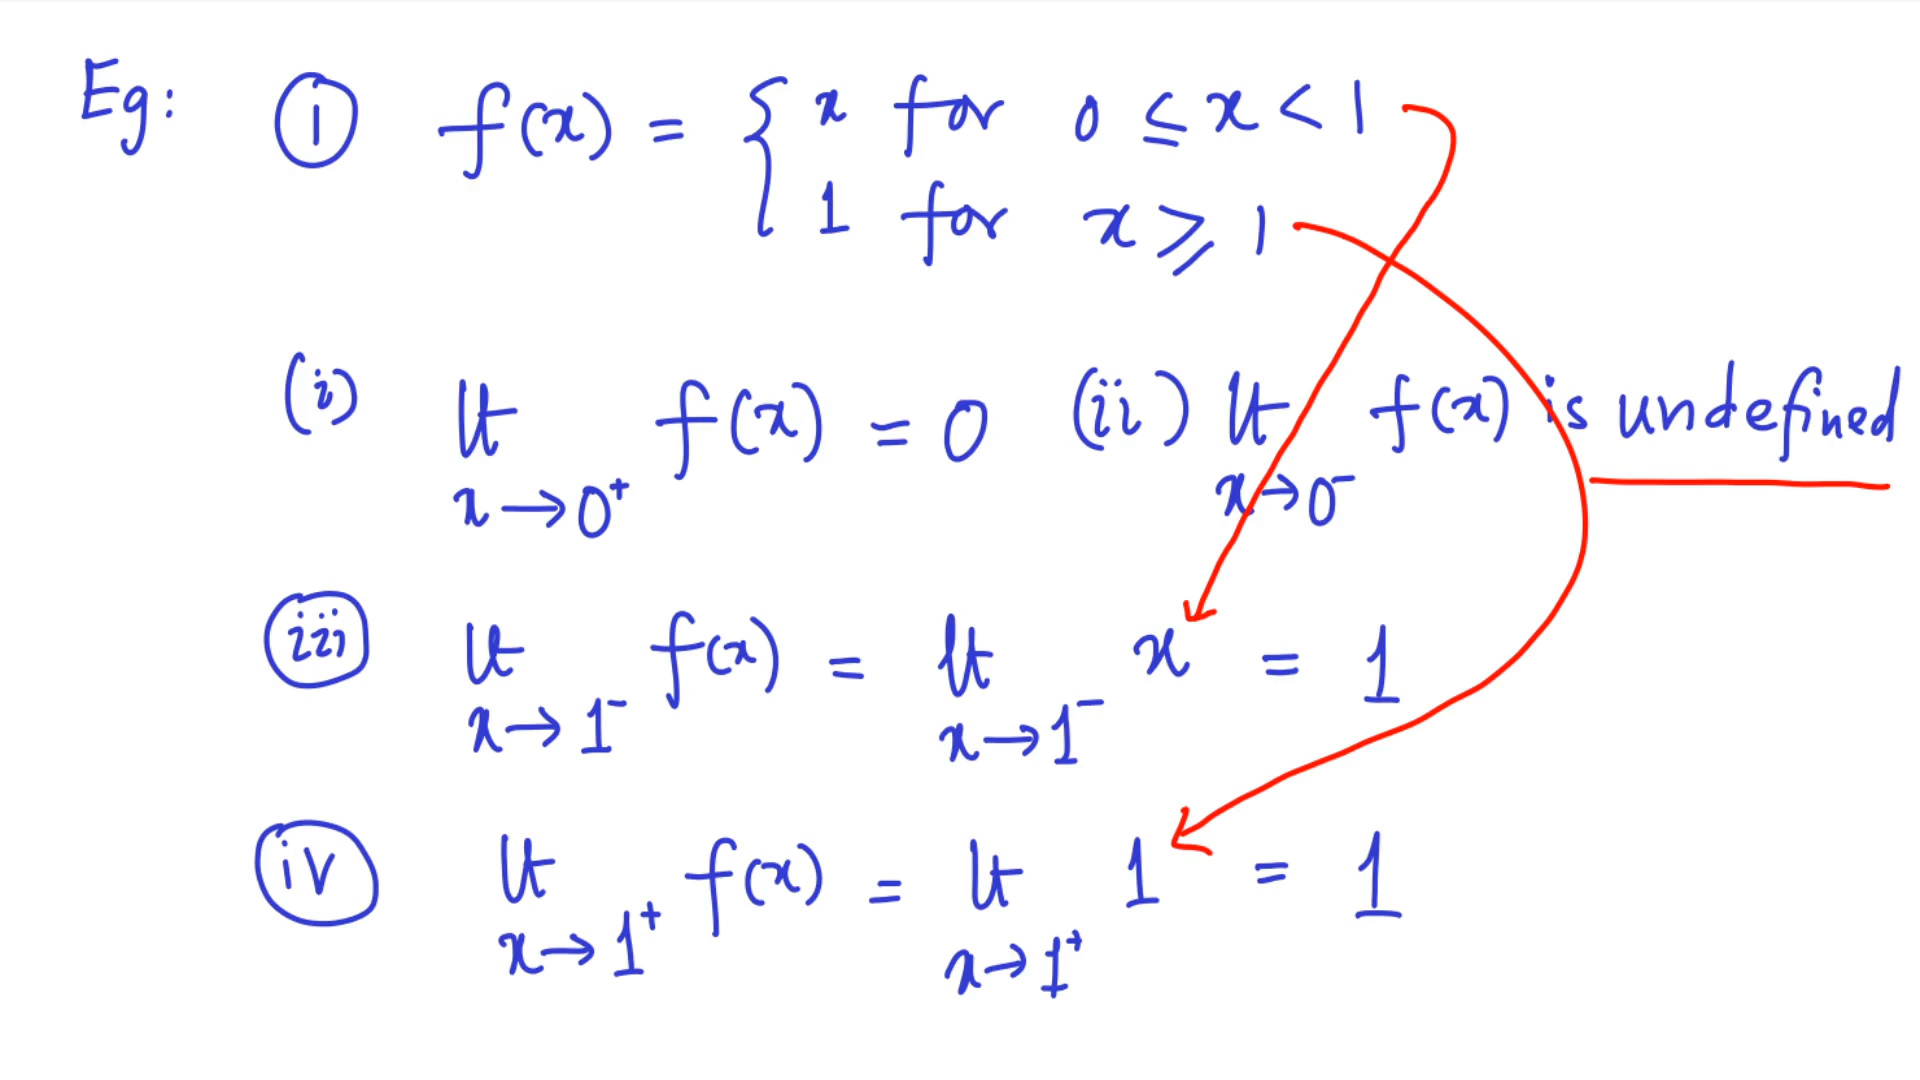 Eg: ① f(x) = { x for 0 ≤ x < 1
1 for x ⩾ 1
(i) lt x→0⁺ f(x) = 0 (ii) lt x→0⁻ f(x) is undefined
(iii) lt x→1⁻ f(x) = lt x→1⁻ x = 1
(iv) lt x→1⁺ f(x) = lt x→1⁺ 1 = 1